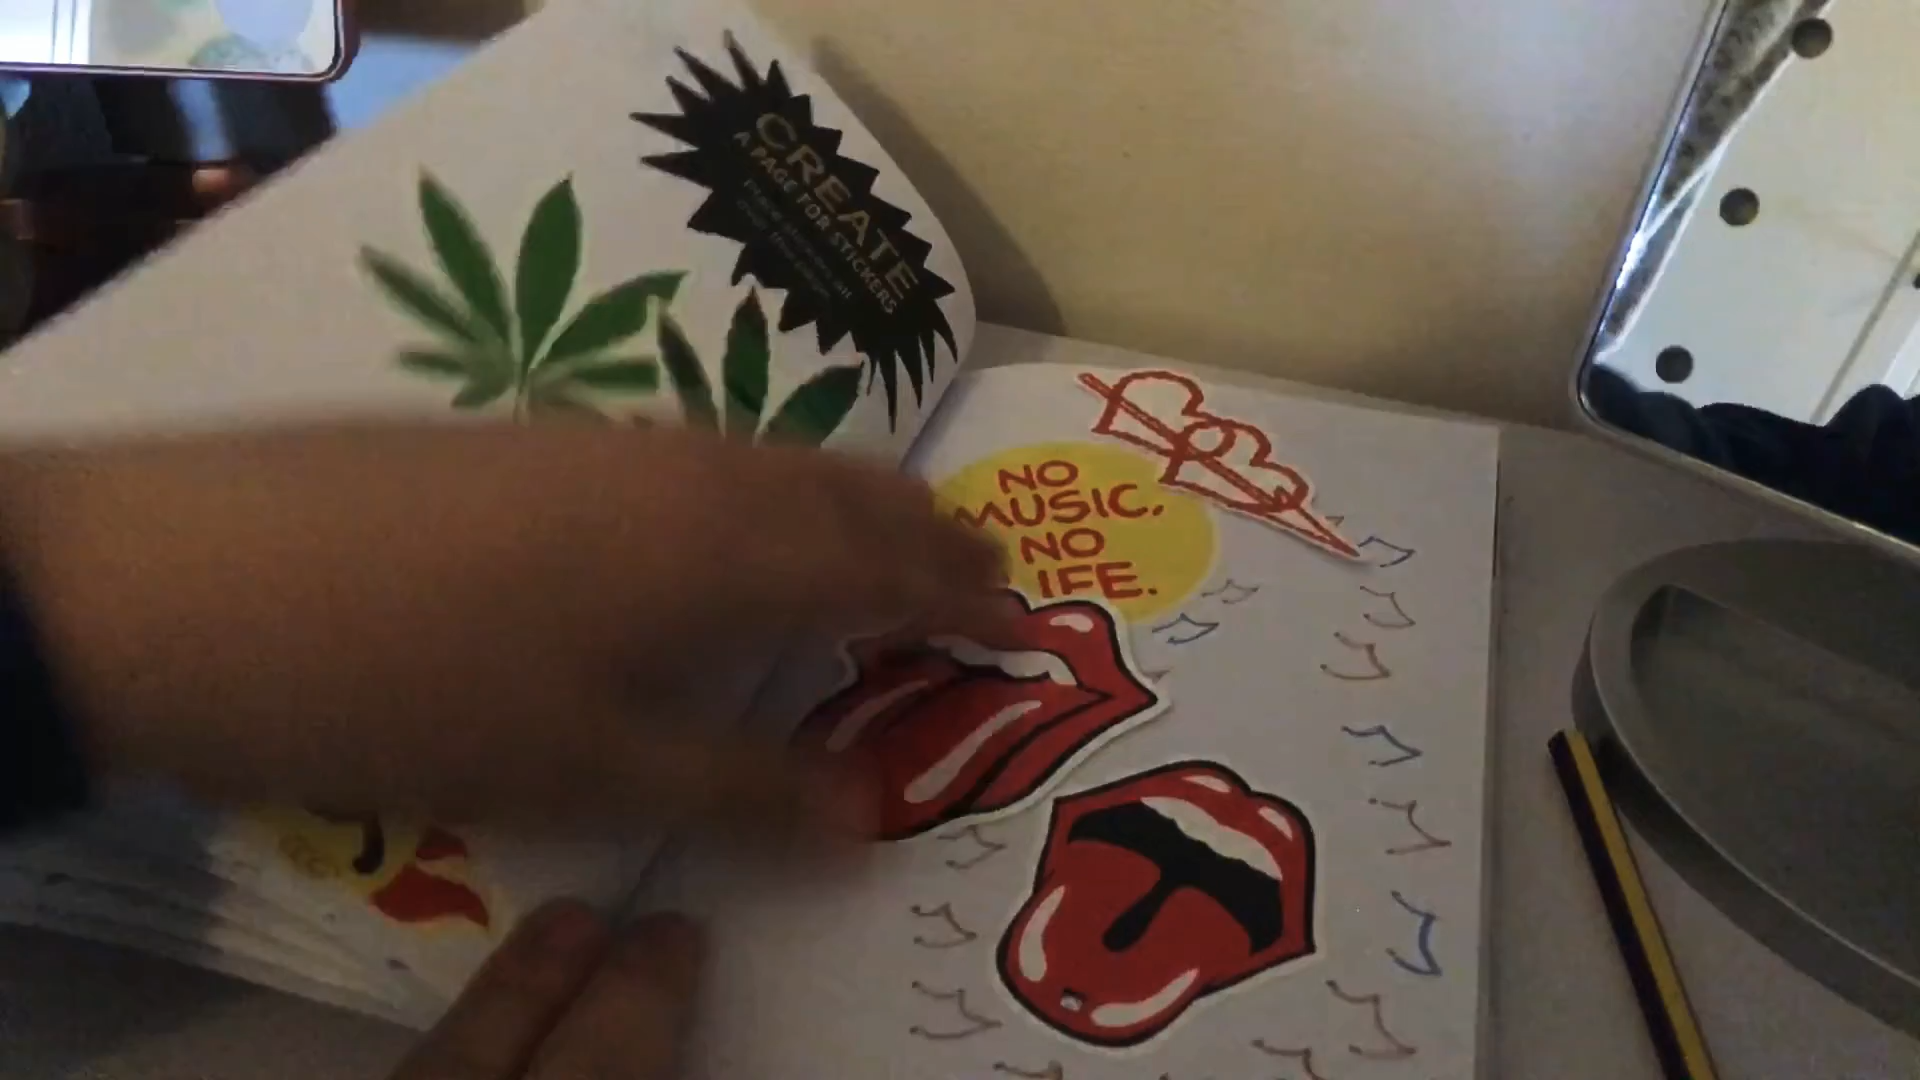 CREATE
A PAGE FOR STICKERS
NO
MUSIC.
NO
IFE.